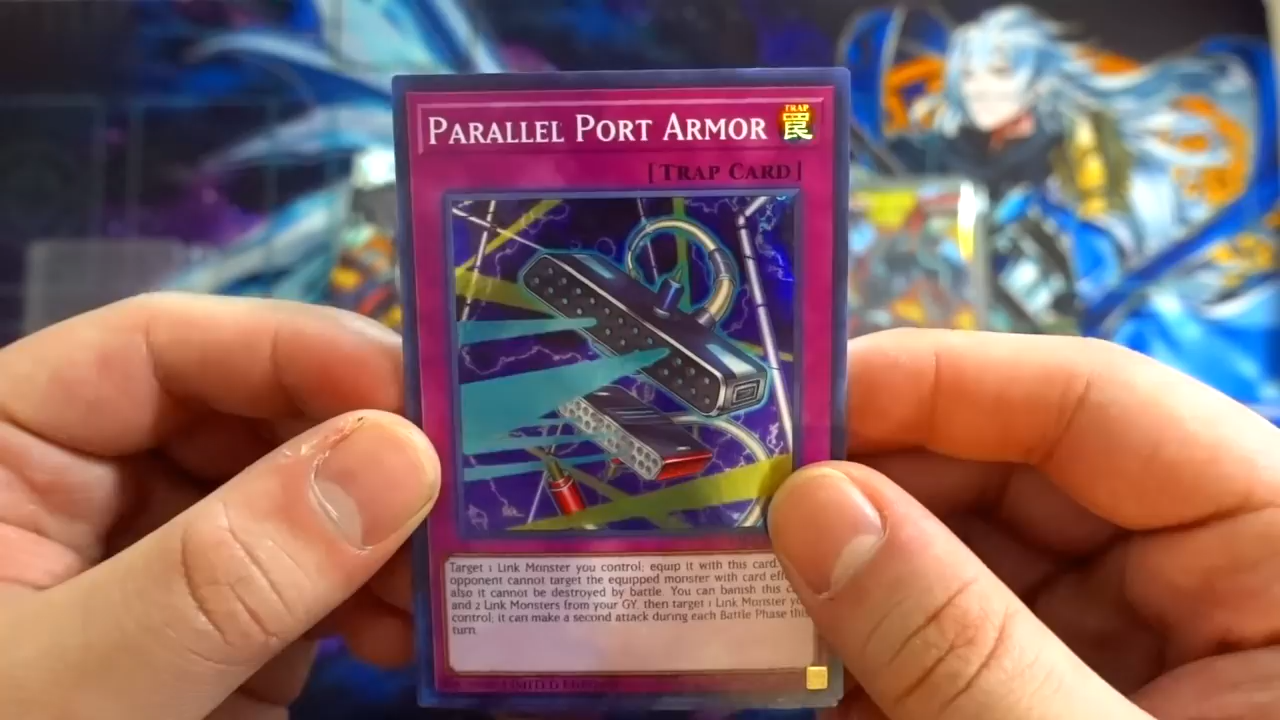 PARALLEL PORT ARMOR
TRAP
罠
[TRAP CARD]
Target 1 Link Monster you control; equip it with this card.
opponent cannot target the equipped monster with card
also it cannot be destroyed by battle. You can banish this
and 2 Link Monsters from your GY, then target 1 Link Monster
control; it can make a second attack during each Battle Phase this
turn.
LIMITED EDITION